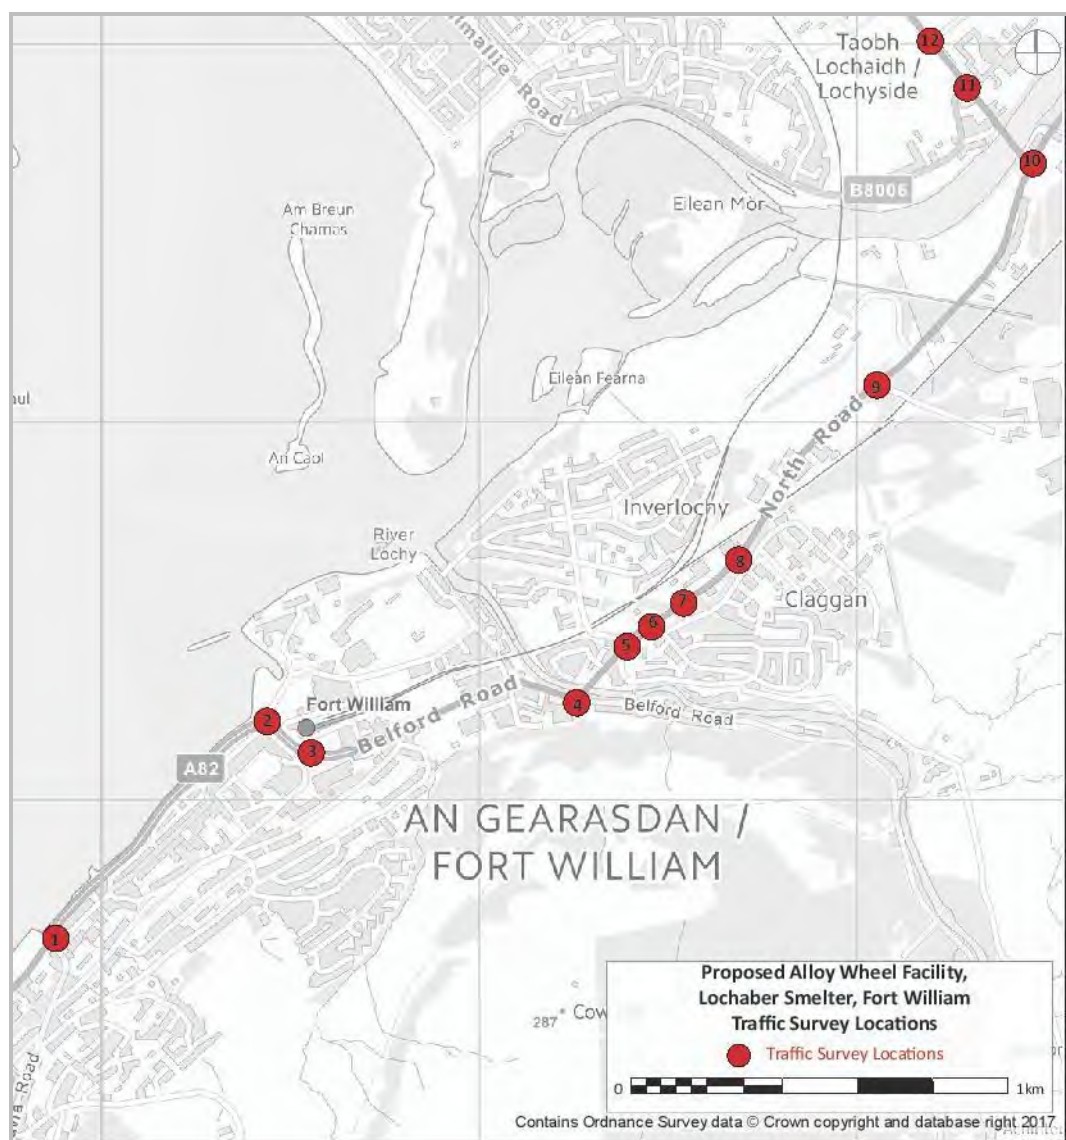 12
Taobh
Lochaidh /
Lochyside
11
10
B8006
Eilean Mòr
Am Breun
Chamas
Eilean Fearna
9
An Caol
North Road
Inverlochy
River
Lochy
8
Claggan
7
6
5
4
Belford Road
Fort William
2
3
Belford Road
A82
AN GEARASDAN /
FORT WILLIAM
1
287
Proposed Alloy Wheel Facility,
Lochaber Smelter, Fort William
Traffic Survey Locations
Traffic Survey Locations
0
1km
Road
Contains Ordnance Survey data © Crown copyright and database right 2017